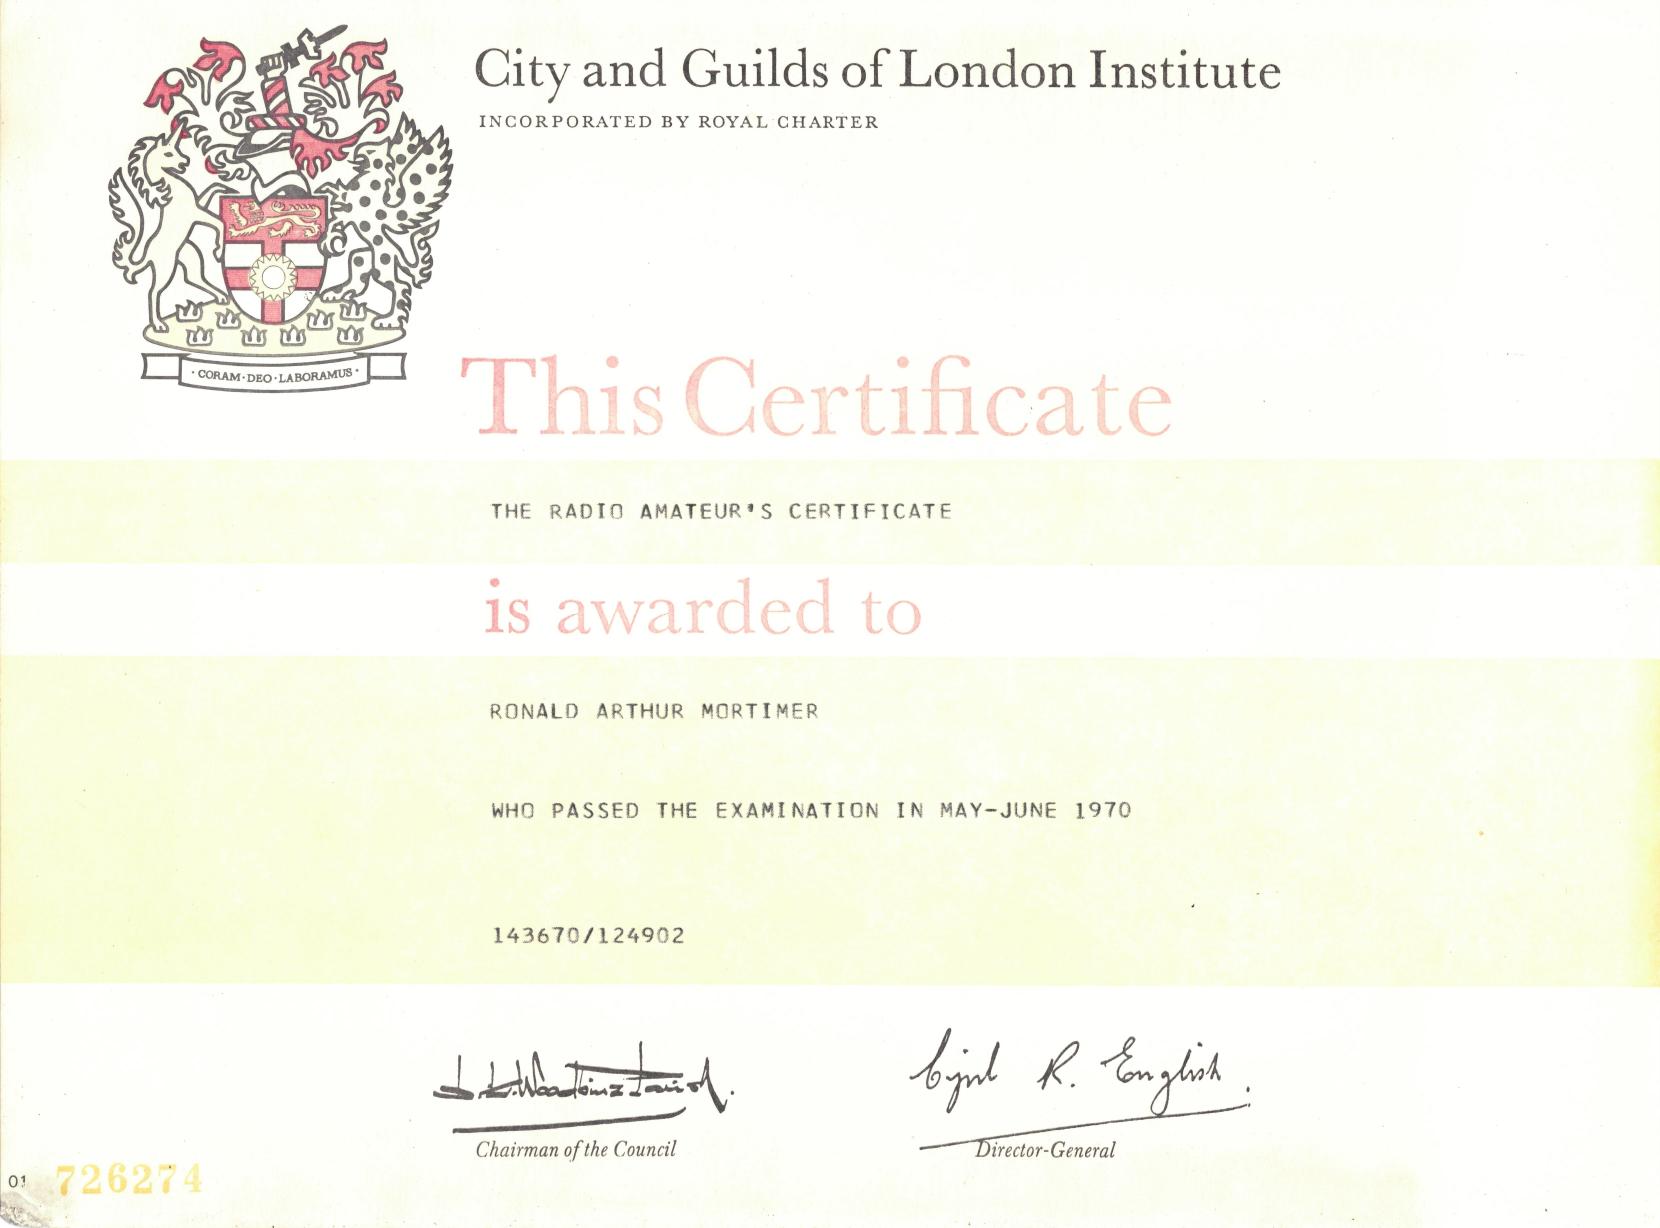 City and Guilds of London Institute
INCORPORATED BY ROYAL CHARTER
· CORAM · DEO · LABORAMUS ·
This Certificate
THE RADIO AMATEUR'S CERTIFICATE
is awarded to
RONALD ARTHUR MORTIMER
WHO PASSED THE EXAMINATION IN MAY-JUNE 1970
143670/124902
Cyril R. English
Chairman of the Council
Director-General
01
726274